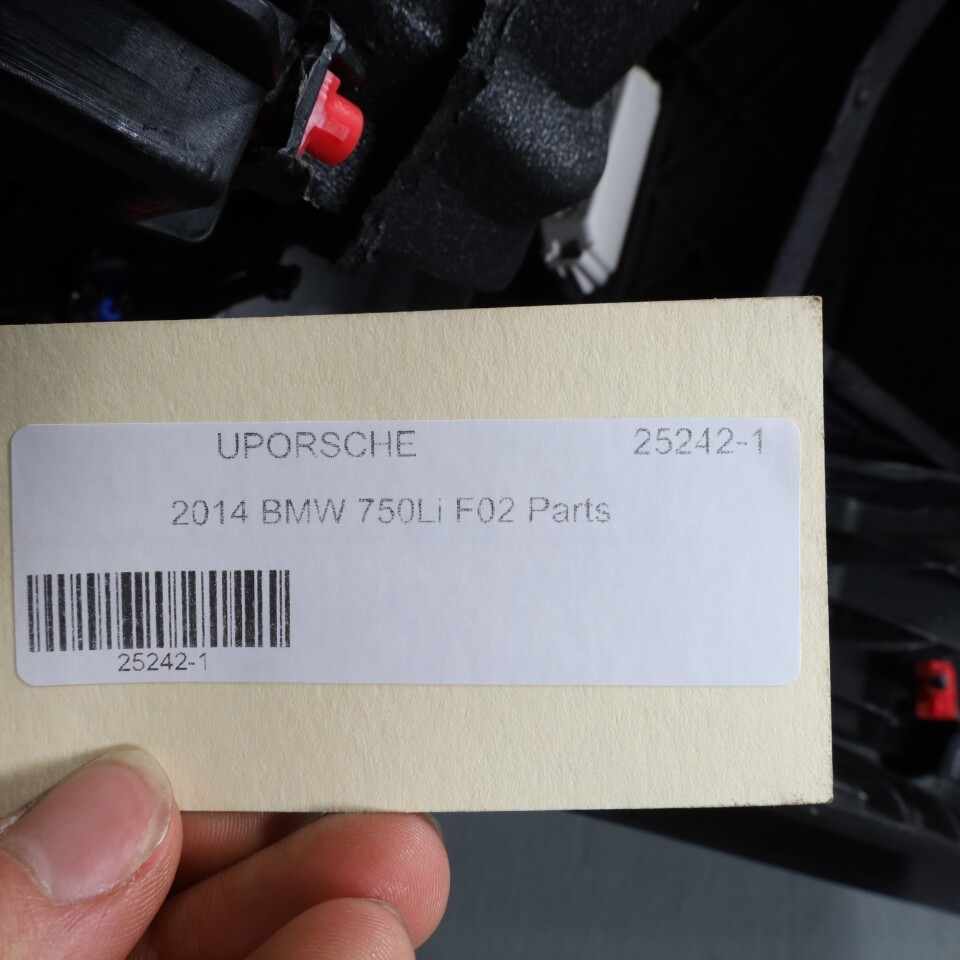 UPORSCHE 25242-1
2014 BMW 750Li F02 Parts
25242-1